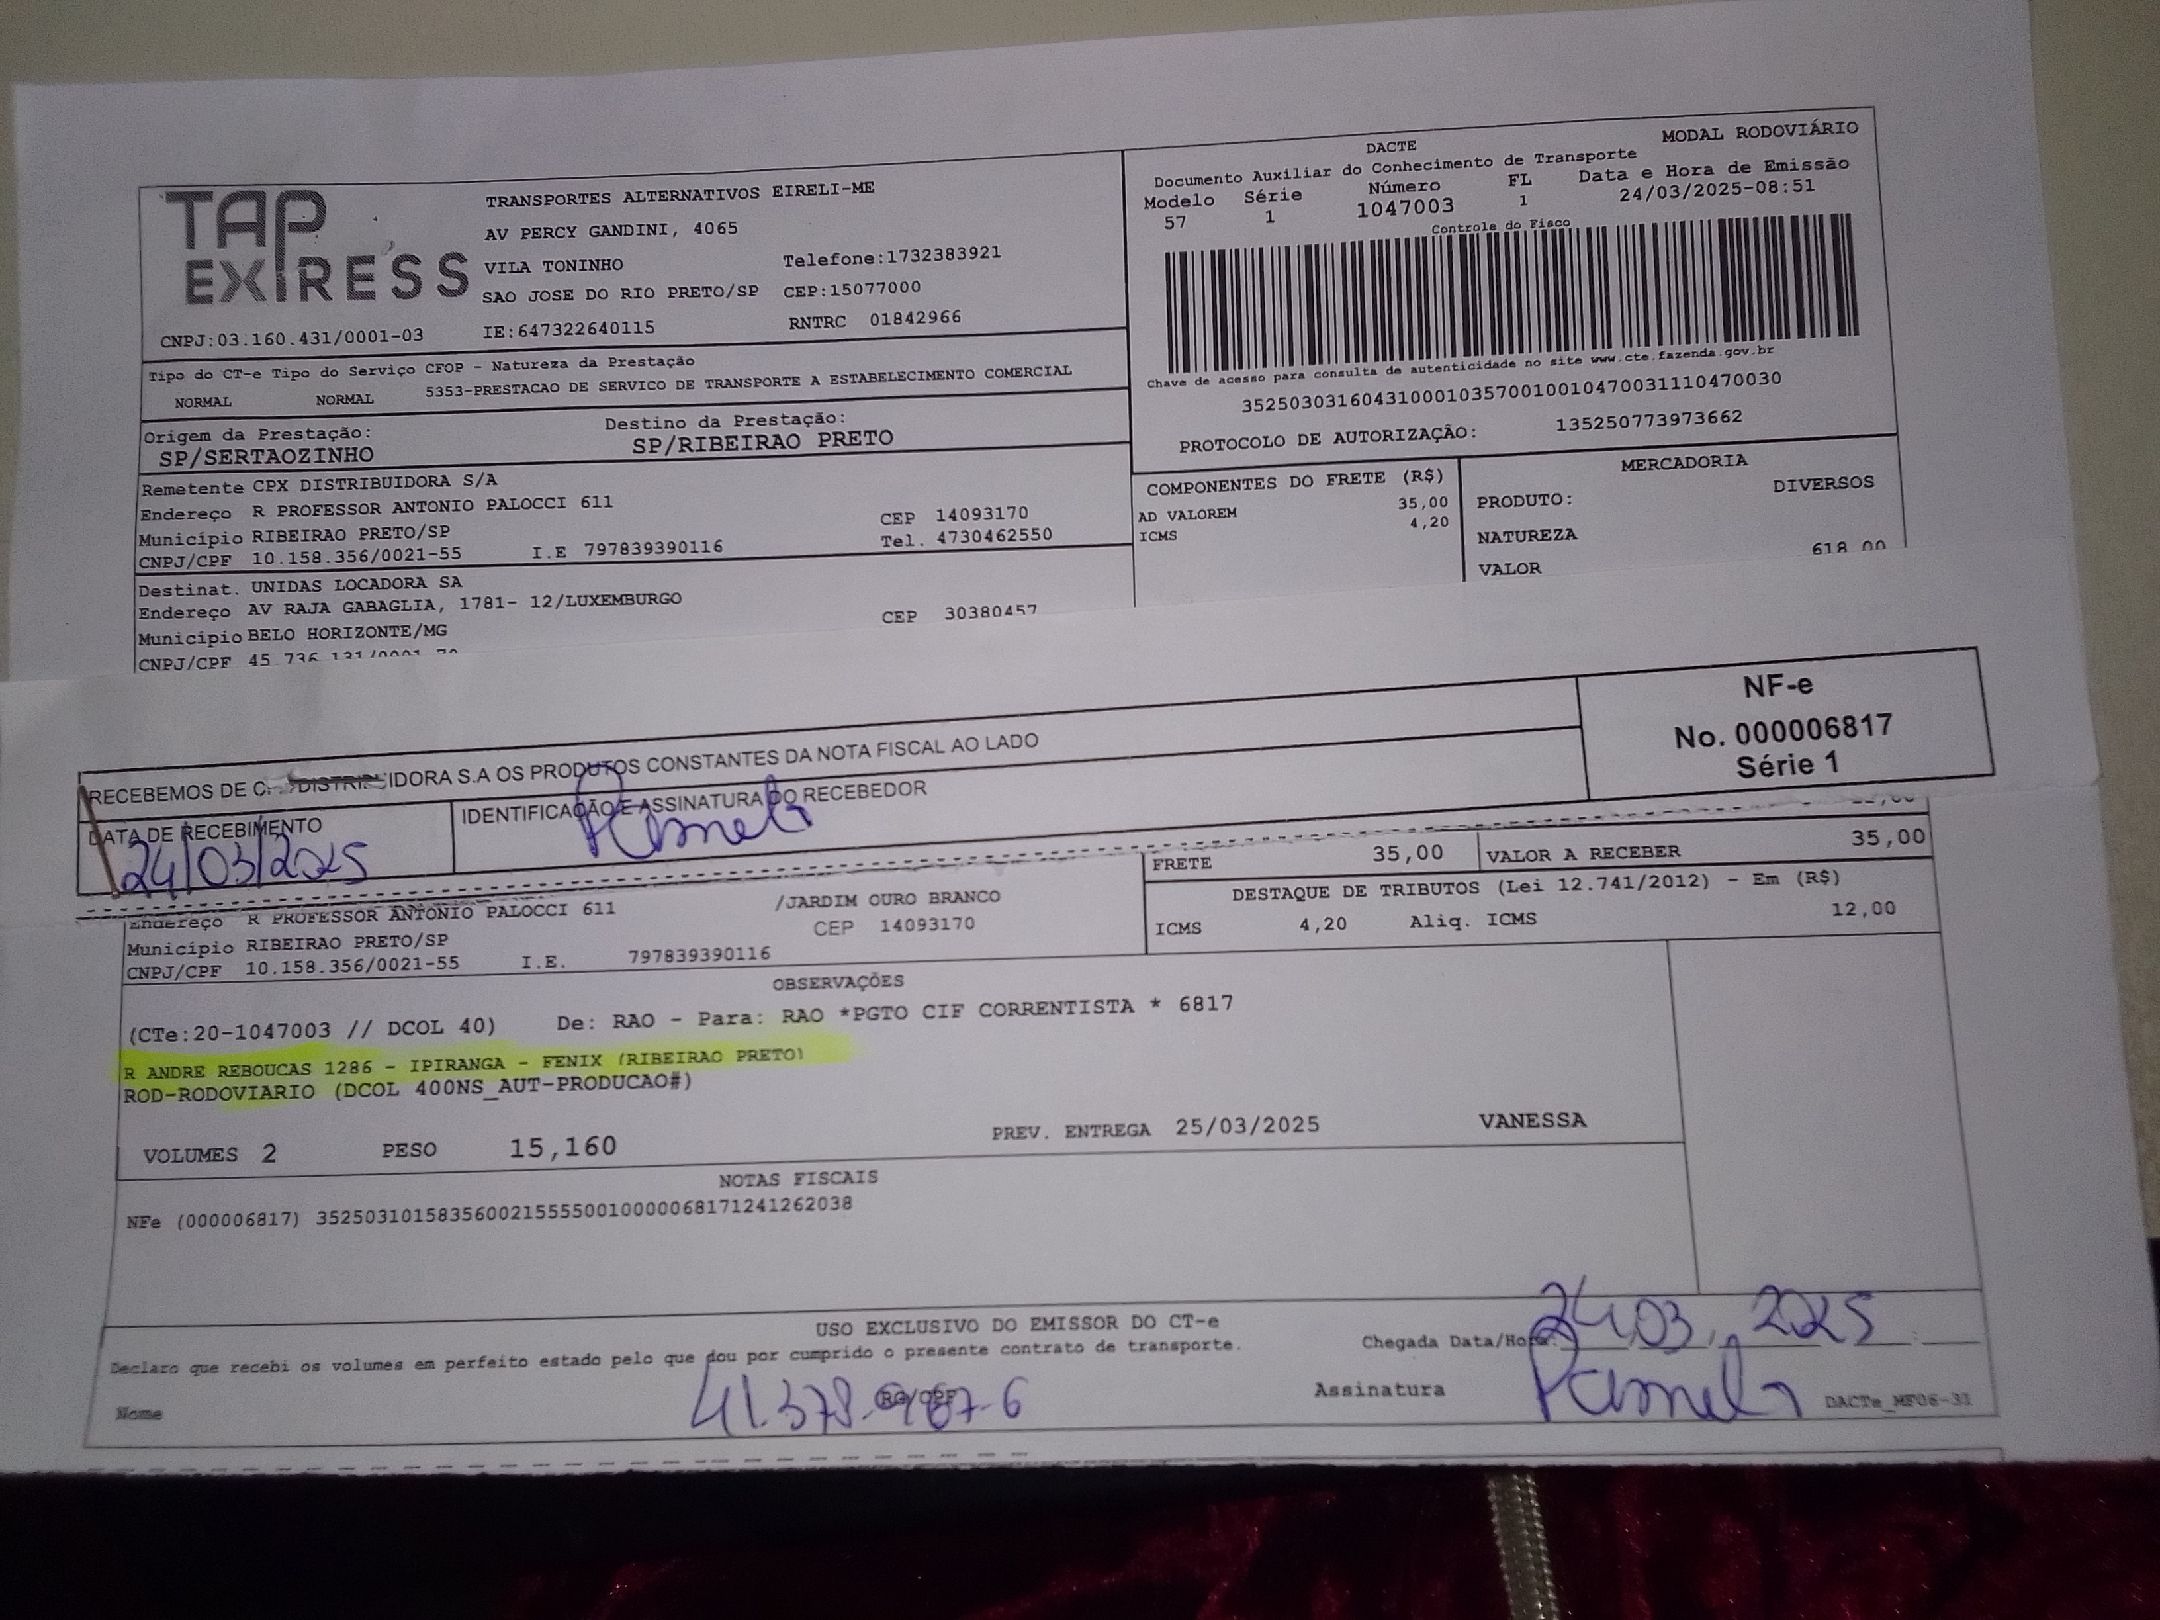 TAP EXPRESS
TRANSPORTES ALTERNATIVOS EIRELI-ME
AV PERCY GANDINI, 4065
VILA TONINHO Telefone:1732383921
SAO JOSE DO RIO PRETO/SP CEP:15077000
CNPJ:03.160.431/0001-03 IE:647322640115 RNTRC 01842966
DACTE MODAL RODOVIÁRIO
Documento Auxiliar do Conhecimento de Transporte
Modelo Série Número FL Data e Hora de Emissão
57 1 1047003 1 24/03/2025-08:51
Controle do Fisco
Chave de acesso para consulta de autenticidade no site www.cte.fazenda.gov.br
35250303160431000103570010010470031110470030
PROTOCOLO DE AUTORIZAÇÃO: 135250773973662
Tipo do CT-e Tipo do Serviço CFOP - Natureza da Prestação
NORMAL NORMAL 5353-PRESTACAO DE SERVICO DE TRANSPORTE A ESTABELECIMENTO COMERCIAL
Origem da Prestação: Destino da Prestação:
SP/SERTAOZINHO SP/RIBEIRAO PRETO
Remetente CPX DISTRIBUIDORA S/A
Endereço R PROFESSOR ANTONIO PALOCCI 611
Município RIBEIRAO PRETO/SP CEP 14093170
CNPJ/CPF 10.158.356/0021-55 I.E 797839390116 Tel. 4730462550
COMPONENTES DO FRETE (R$)
AD VALOREM 35,00
ICMS 4,20
MERCADORIA
PRODUTO: DIVERSOS
NATUREZA
VALOR 618,00
Destinat. UNIDAS LOCADORA SA
Endereço AV RAJA GABAGLIA, 1781- 12/LUXEMBURGO
Município BELO HORIZONTE/MG CEP 30380457
CNPJ/CPF 45.736.131/0001-70
RECEBEMOS DE DISTRIBUIDORA S.A OS PRODUTOS CONSTANTES DA NOTA FISCAL AO LADO
NF-e
No. 000006817
Série 1
DATA DE RECEBIMENTO IDENTIFICAÇÃO E ASSINATURA DO RECEBEDOR
24/03/2025 Pamela
FRETE 35,00 VALOR A RECEBER 35,00
DESTAQUE DE TRIBUTOS (Lei 12.741/2012) - Em (R$)
ICMS 4,20 Aliq. ICMS 12,00
Endereço R PROFESSOR ANTONIO PALOCCI 611 /JARDIM OURO BRANCO
Município RIBEIRAO PRETO/SP CEP 14093170
CNPJ/CPF 10.158.356/0021-55 I.E. 797839390116
OBSERVAÇÕES
(CTe:20-1047003 // DCOL 40) De: RAO - Para: RAO *PGTO CIF CORRENTISTA * 6817
R ANDRE REBOUCAS 1286 - IPIRANGA - FENIX (RIBEIRAO PRETO)
ROD-RODOVIARIO (DCOL 400NS_AUT-PRODUCAO#)
VOLUMES 2 PESO 15,160 PREV. ENTREGA 25/03/2025 VANESSA
NOTAS FISCAIS
NFe (000006817) 35250310158356002155550010000068171241262038
USO EXCLUSIVO DO EMISSOR DO CT-e
Declaro que recebi os volumes em perfeito estado pelo que dou por cumprido o presente contrato de transporte.
Chegada Data/Hora: 24 03 2025
Nome RG/CPF
Assinatura Pamela
DACTe_MF06-31